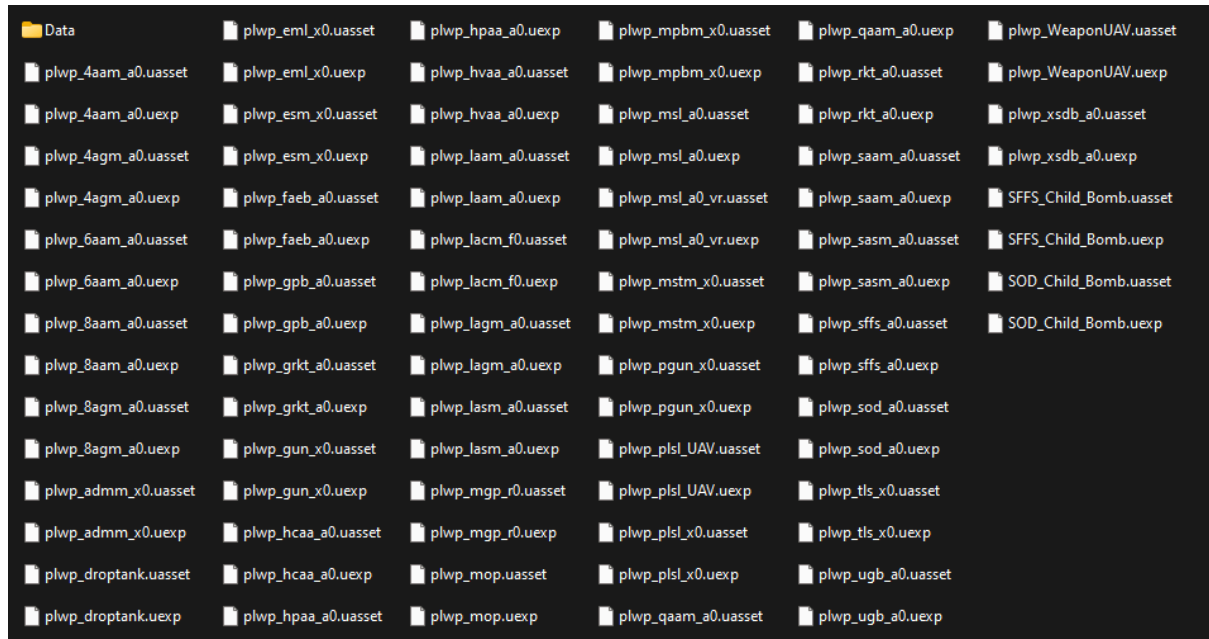 Data
plwp_4aam_a0.uasset
plwp_4aam_a0.uexp
plwp_4agm_a0.uasset
plwp_4agm_a0.uexp
plwp_6aam_a0.uasset
plwp_6aam_a0.uexp
plwp_8aam_a0.uasset
plwp_8aam_a0.uexp
plwp_8agm_a0.uasset
plwp_8agm_a0.uexp
plwp_admm_x0.uasset
plwp_admm_x0.uexp
plwp_droptank.uasset
plwp_droptank.uexp
plwp_eml_x0.uasset
plwp_eml_x0.uexp
plwp_esm_x0.uasset
plwp_esm_x0.uexp
plwp_faeb_a0.uasset
plwp_faeb_a0.uexp
plwp_gpb_a0.uasset
plwp_gpb_a0.uexp
plwp_grkt_a0.uasset
plwp_grkt_a0.uexp
plwp_gun_x0.uasset
plwp_gun_x0.uexp
plwp_hcaa_a0.uasset
plwp_hcaa_a0.uexp
plwp_hpaa_a0.uasset
plwp_hpaa_a0.uexp
plwp_hvaa_a0.uasset
plwp_hvaa_a0.uexp
plwp_laam_a0.uasset
plwp_laam_a0.uexp
plwp_lacm_f0.uasset
plwp_lacm_f0.uexp
plwp_lagm_a0.uasset
plwp_lagm_a0.uexp
plwp_lasm_a0.uasset
plwp_lasm_a0.uexp
plwp_mgp_r0.uasset
plwp_mgp_r0.uexp
plwp_mop.uasset
plwp_mop.uexp
plwp_mpbm_x0.uasset
plwp_mpbm_x0.uexp
plwp_msl_a0.uasset
plwp_msl_a0.uexp
plwp_msl_a0_vr.uasset
plwp_msl_a0_vr.uexp
plwp_mstm_x0.uasset
plwp_mstm_x0.uexp
plwp_pgun_x0.uasset
plwp_pgun_x0.uexp
plwp_plsl_UAV.uasset
plwp_plsl_UAV.uexp
plwp_plsl_x0.uasset
plwp_plsl_x0.uexp
plwp_qaam_a0.uasset
plwp_qaam_a0.uexp
plwp_rkt_a0.uasset
plwp_rkt_a0.uexp
plwp_saam_a0.uasset
plwp_saam_a0.uexp
plwp_sasm_a0.uasset
plwp_sasm_a0.uexp
plwp_sffs_a0.uasset
plwp_sffs_a0.uexp
plwp_sod_a0.uasset
plwp_sod_a0.uexp
plwp_tls_x0.uasset
plwp_tls_x0.uexp
plwp_ugb_a0.uasset
plwp_ugb_a0.uexp
plwp_WeaponUAV.uasset
plwp_WeaponUAV.uexp
plwp_xsdb_a0.uasset
plwp_xsdb_a0.uexp
SFFS_Child_Bomb.uasset
SFFS_Child_Bomb.uexp
SOD_Child_Bomb.uasset
SOD_Child_Bomb.uexp